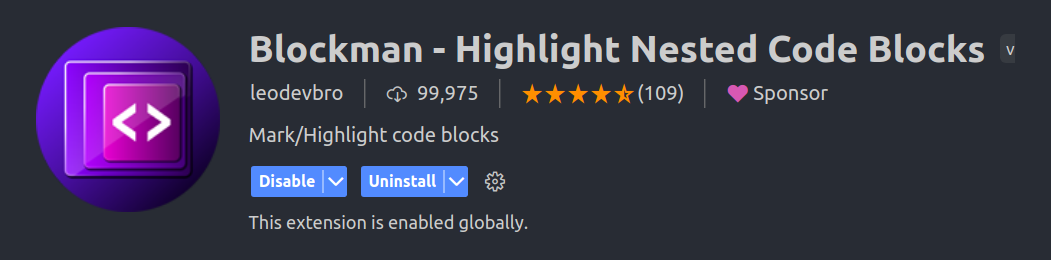 Blockman - Highlight Nested Code Blocks v
leodevbro 99,975 (109) Sponsor
Mark/Highlight code blocks
Disable Uninstall
This extension is enabled globally.